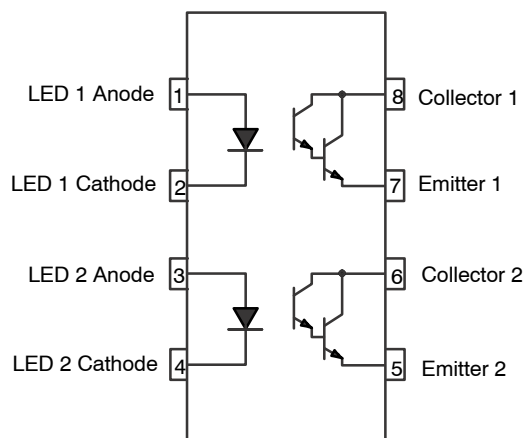 LED 1 Anode 1 8 Collector 1
LED 1 Cathode 2 7 Emitter 1
LED 2 Anode 3 6 Collector 2
LED 2 Cathode 4 5 Emitter 2